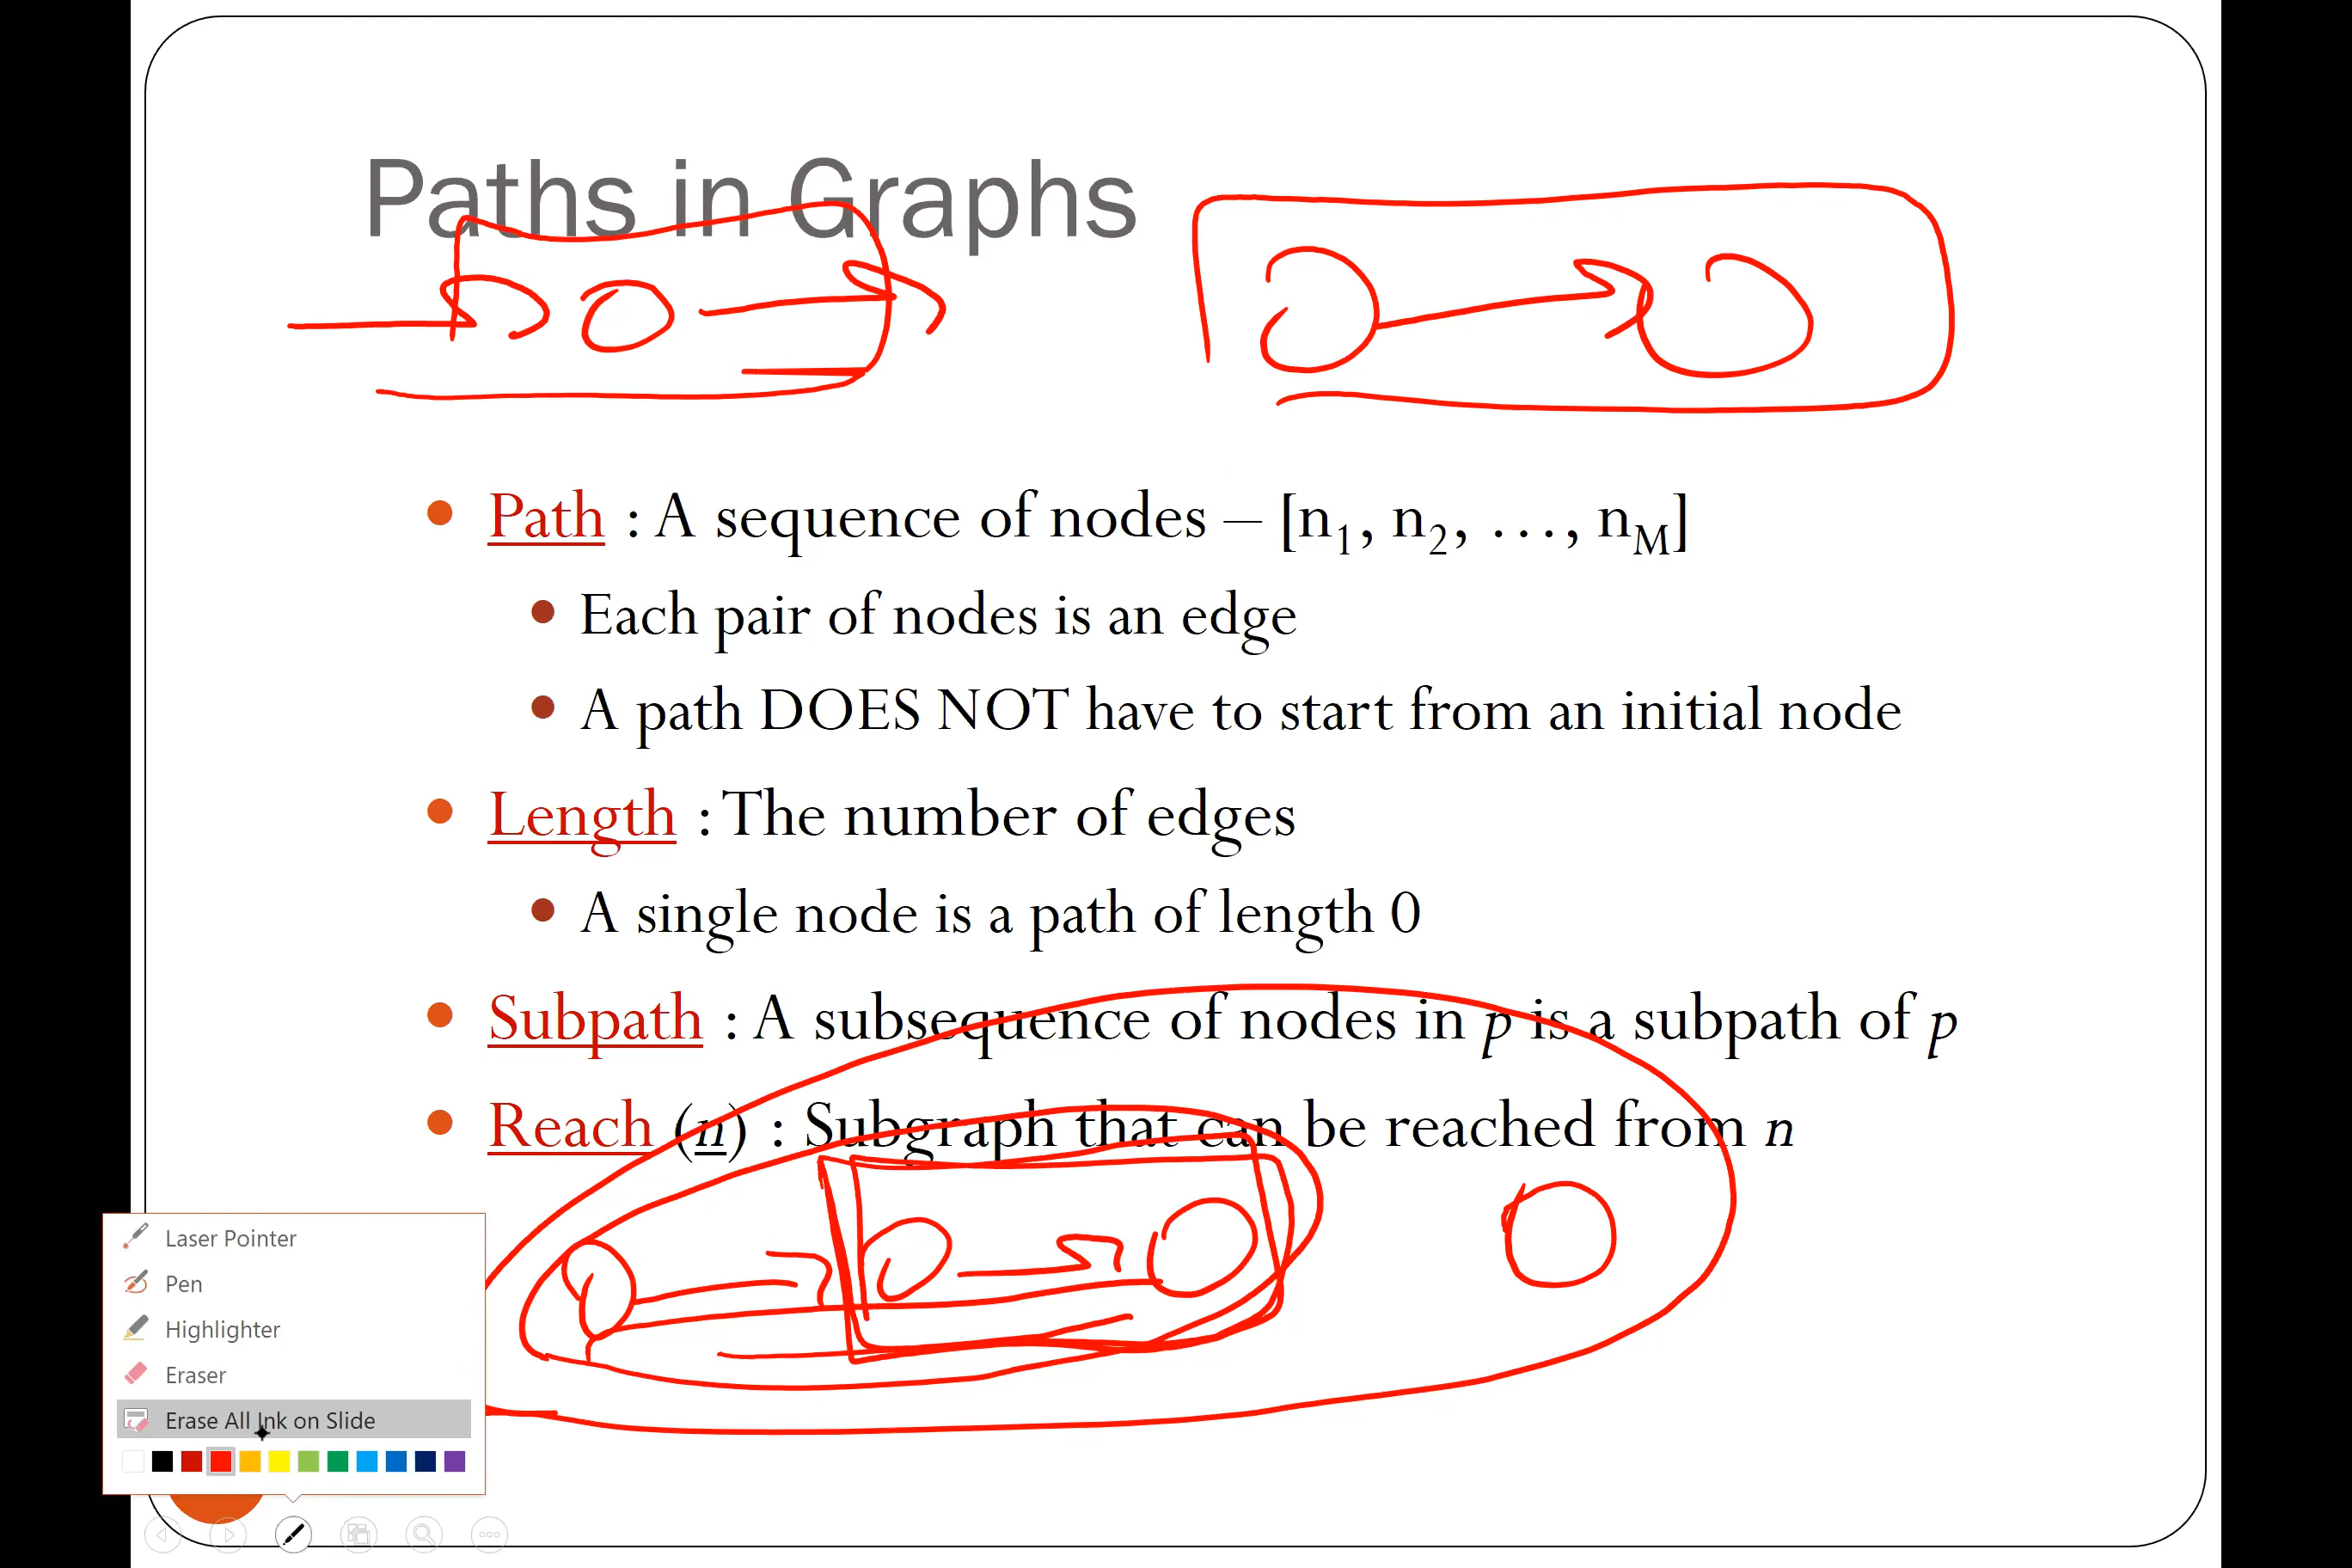 Paths in Graphs
Path : A sequence of nodes – [n1, n2, …, nM]
Each pair of nodes is an edge
A path DOES NOT have to start from an initial node
Length : The number of edges
A single node is a path of length 0
Subpath : A subsequence of nodes in p is a subpath of p
Reach (n) : Subgraph that can be reached from n
Laser Pointer
Pen
Highlighter
Eraser
Erase All Ink on Slide